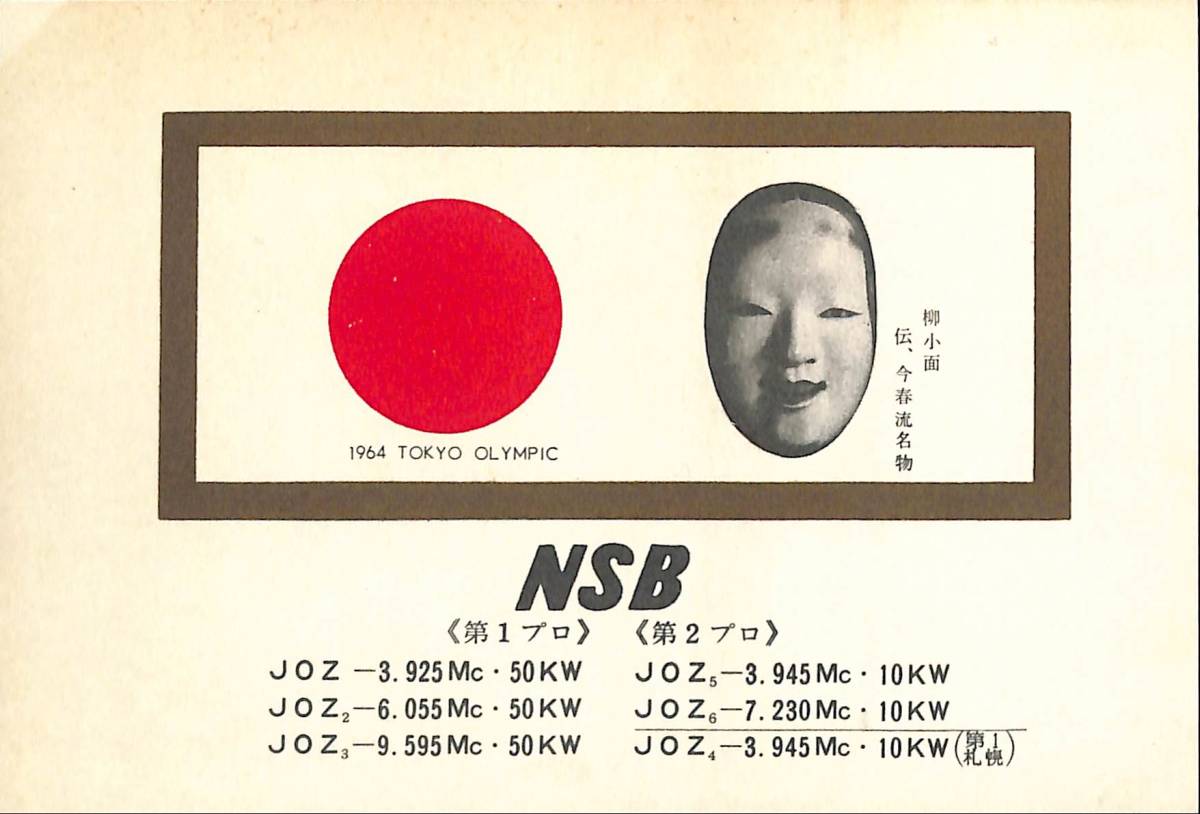 柳小面
伝、今春流名物
1964 TOKYO OLYMPIC
NSB
《第1プロ》 《第2プロ》
JOZ —3.925Mc・50KW
JOZ₂—6.055Mc・50KW
JOZ₃—9.595Mc・50KW
JOZ₅—3.945Mc・10KW
JOZ₆—7.230Mc・10KW
JOZ₄—3.945Mc・10KW(第1札幌)